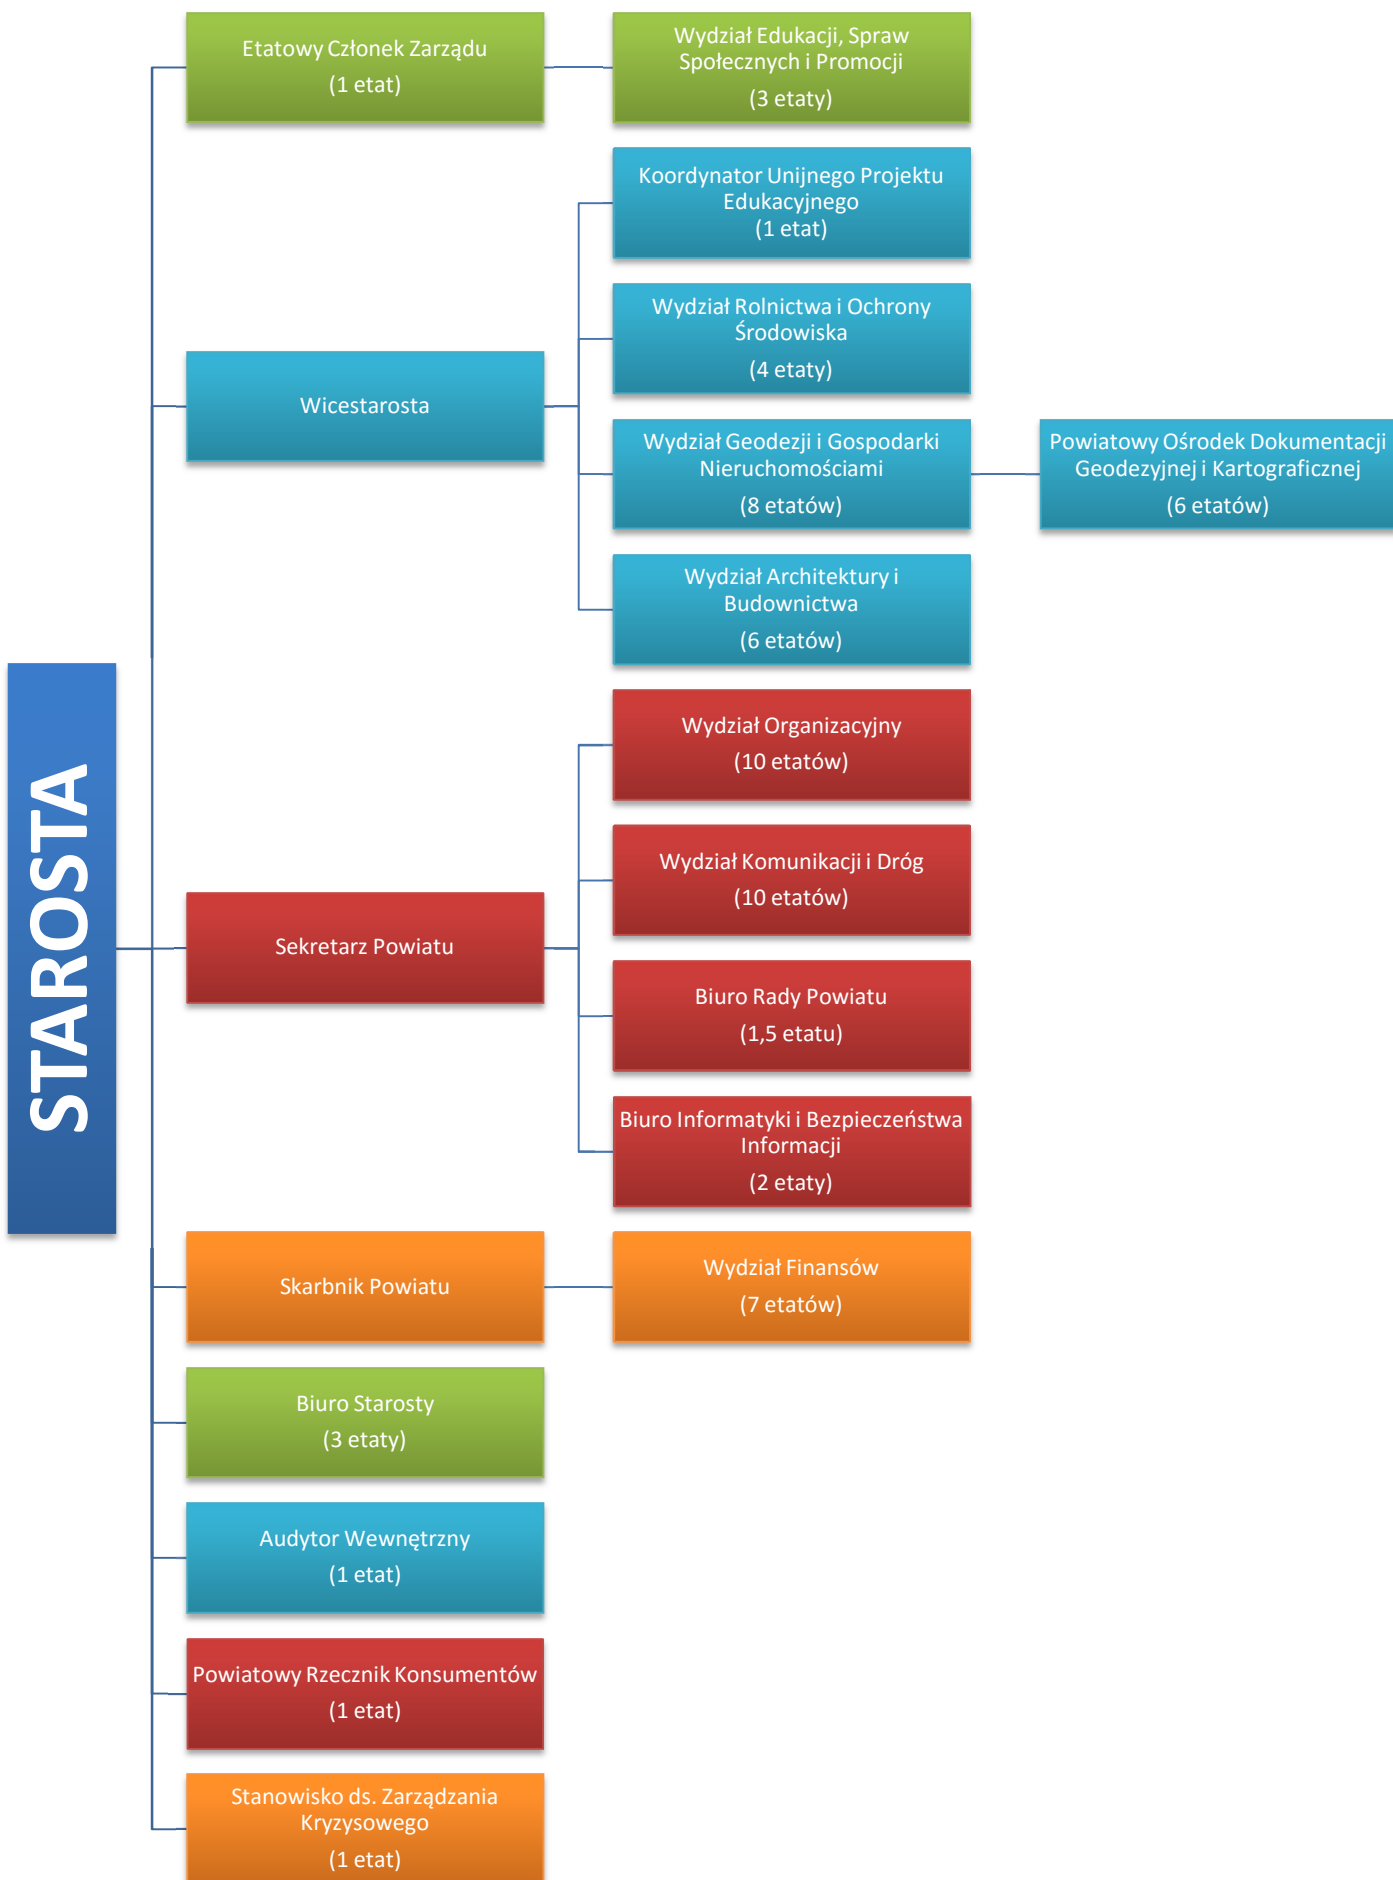 STAROSTA
Etatowy Członek Zarządu
(1 etat)
Wydział Edukacji, Spraw
Społecznych i Promocji
(3 etaty)
Wicestarosta
Koordynator Unijnego Projektu
Edukacyjnego
(1 etat)
Wydział Rolnictwa i Ochrony
Środowiska
(4 etaty)
Wydział Geodezji i Gospodarki
Nieruchomościami
(8 etatów)
Powiatowy Ośrodek Dokumentacji
Geodezyjnej i Kartograficznej
(6 etatów)
Wydział Architektury i
Budownictwa
(6 etatów)
Sekretarz Powiatu
Wydział Organizacyjny
(10 etatów)
Wydział Komunikacji i Dróg
(10 etatów)
Biuro Rady Powiatu
(1,5 etatu)
Biuro Informatyki i Bezpieczeństwa
Informacji
(2 etaty)
Skarbnik Powiatu
Wydział Finansów
(7 etatów)
Biuro Starosty
(3 etaty)
Audytor Wewnętrzny
(1 etat)
Powiatowy Rzecznik Konsumentów
(1 etat)
Stanowisko ds. Zarządzania
Kryzysowego
(1 etat)